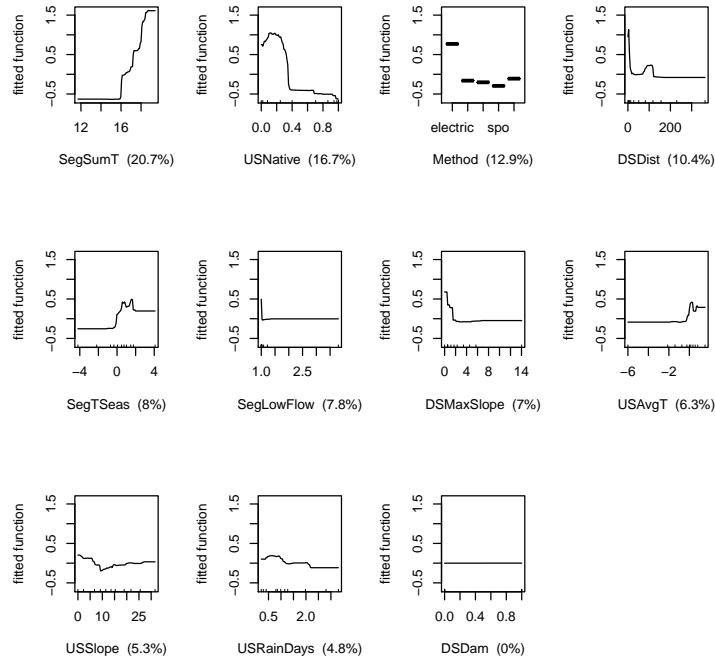 fitted function
−0.5 0.5 1.5
12 16
SegSumT (20.7%)
fitted function
−0.5 0.5 1.5
0.0 0.4 0.8
USNative (16.7%)
fitted function
−0.5 0.5 1.5
electric spo
Method (12.9%)
fitted function
−0.5 0.5 1.5
0 200
DSDist (10.4%)
fitted function
−0.5 0.5 1.5
−4 0 2 4
SegTSeas (8%)
fitted function
−0.5 0.5 1.5
1.0 2.5
SegLowFlow (7.8%)
fitted function
−0.5 0.5 1.5
0 4 8 14
DSMaxSlope (7%)
fitted function
−0.5 0.5 1.5
−6 −2
USAvgT (6.3%)
fitted function
−0.5 0.5 1.5
0 10 25
USSlope (5.3%)
fitted function
−0.5 0.5 1.5
0.5 2.0
USRainDays (4.8%)
fitted function
−0.5 0.5 1.5
0.0 0.4 0.8
DSDam (0%)